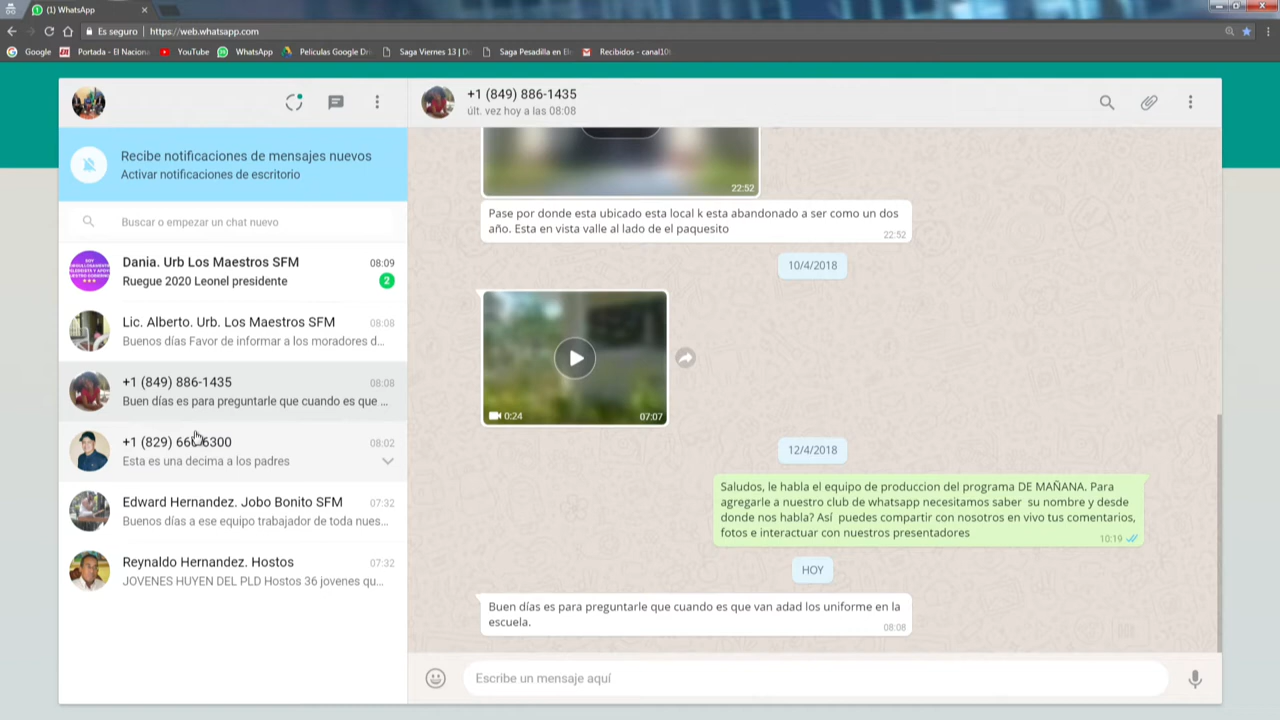 (1) WhatsApp
Es seguro https://web.whatsapp.com
Google
Portada - El Naciona
YouTube
WhatsApp
Peliculas Google Dri
Saga Viernes 13 | D
Saga Pesadilla en El
Recibidos - canal10
Recibe notificaciones de mensajes nuevos
Activar notificaciones de escritorio
Buscar o empezar un chat nuevo
Dania. Urb Los Maestros SFM 08:09
Ruegue 2020 Leonel presidente 2
Lic. Alberto. Urb. Los Maestros SFM 08:08
Buenos días Favor de informar a los moradores d...
+1 (849) 886-1435 08:08
Buen días es para preguntarle que cuando es que ...
+1 (829) 66 6300 08:02
Esta es una decima a los padres
Edward Hernandez. Jobo Bonito SFM 07:32
Buenos días a ese equipo trabajador de toda nues...
Reynaldo Hernandez. Hostos 07:32
JOVENES HUYEN DEL PLD Hostos 36 jovenes qu...
+1 (849) 886-1435
últ. vez hoy a las 08:08
22:52
Pase por donde esta ubicado esta local k esta abandonado a ser como un dos
año. Esta en vista valle al lado de el paquesito
22:52
10/4/2018
0:24 07:07
12/4/2018
Saludos, le habla el equipo de produccion del programa DE MAÑANA. Para
agregarle a nuestro club de whatsapp necesitamos saber su nombre y desde
donde nos habla? Así puedes compartir con nosotros en vivo tus comentarios,
fotos e interactuar con nuestros presentadores
10:19
HOY
Buen días es para preguntarle que cuando es que van adad los uniforme en la
escuela.
08:08
Escribe un mensaje aquí